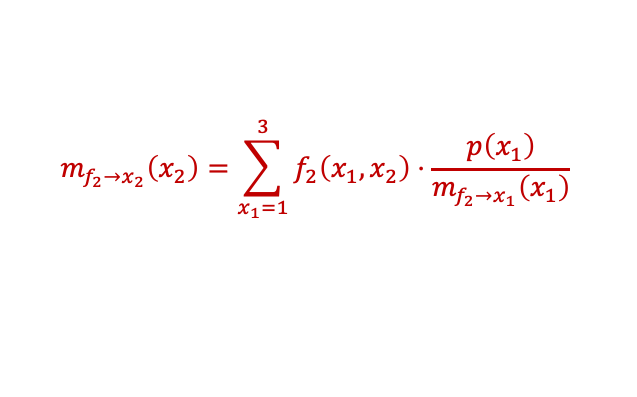 m_{f_2→x_2}(x_2) = \sum_{x_1=1}^{3} f_2(x_1, x_2) · \frac{p(x_1)}{m_{f_2→x_1}(x_1)}